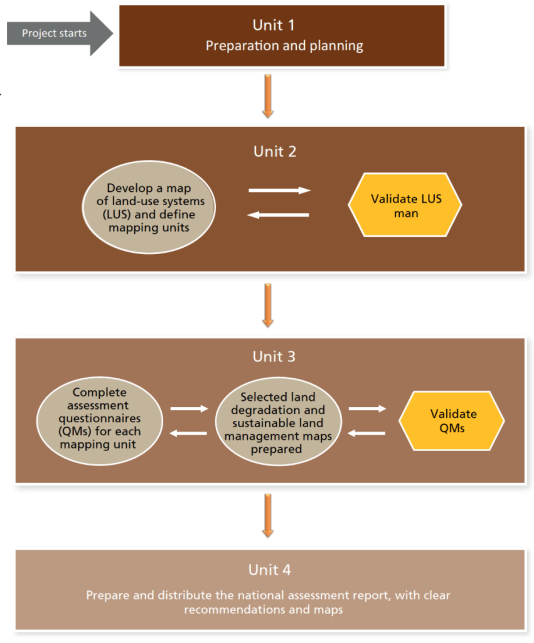 Project starts
Unit 1
Preparation and planning
Unit 2
Develop a map
of land-use systems
(LUS) and define
mapping units
Validate LUS
man
Unit 3
Complete
assessment
questionnaires
(QMs) for each
mapping unit
Selected land
degradation and
sustainable land
management maps
prepared
Validate
QMs
Unit 4
Prepare and distribute the national assessment report, with clear
recommendations and maps